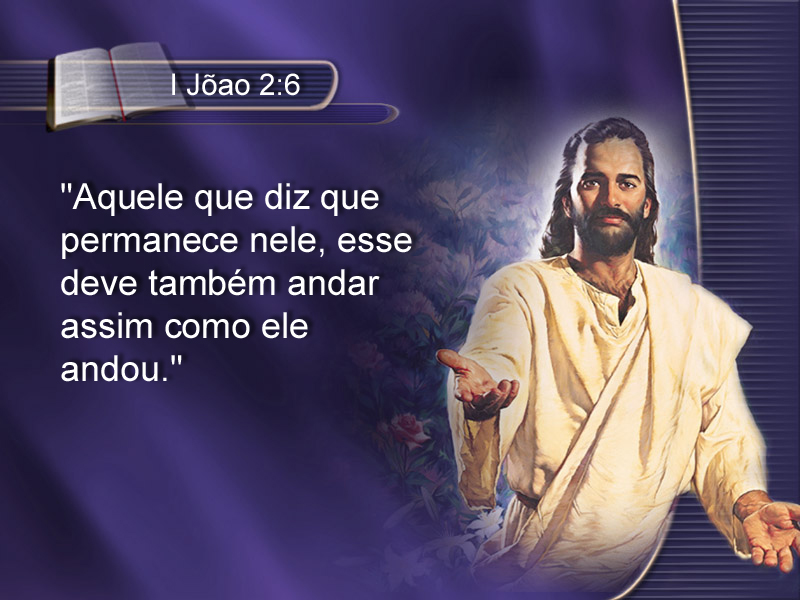 I Jõao 2:6
"Aquele que diz que
permanece nele, esse
deve também andar
assim como ele
andou."